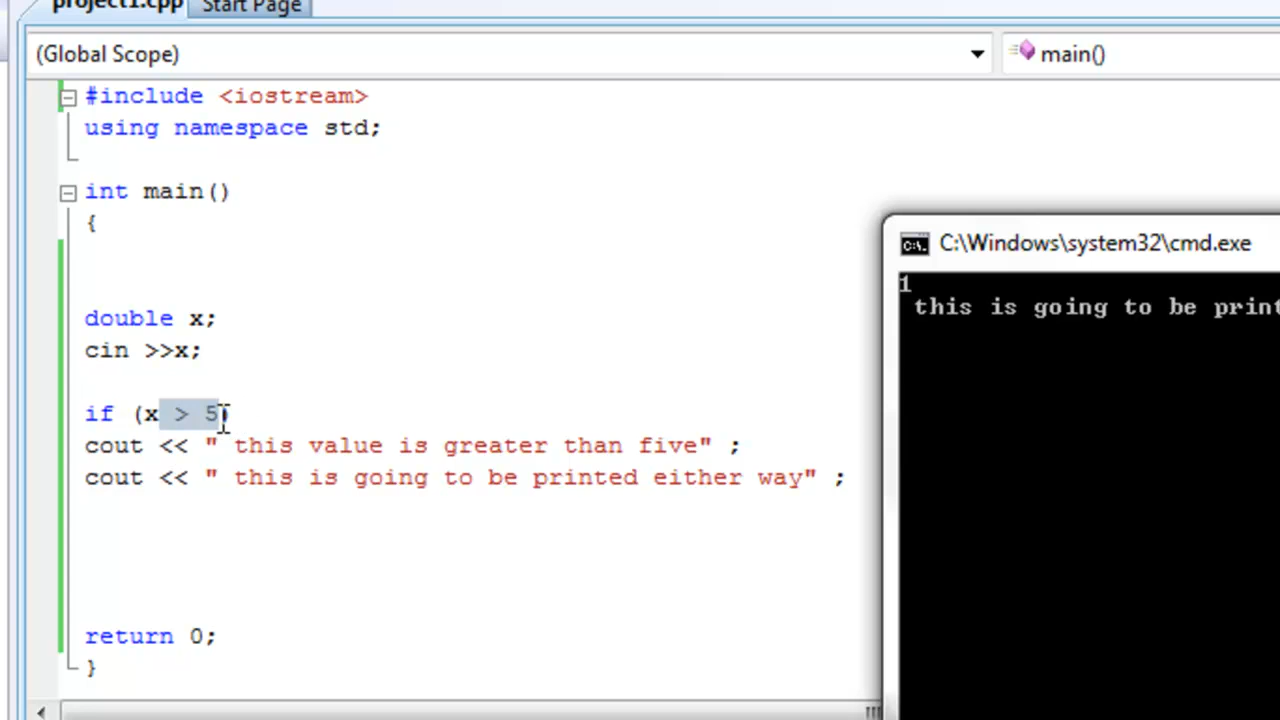 project1.cpp Start Page
(Global Scope) main()
#include <iostream>
using namespace std;
int main()
{
double x;
cin >>x;
if (x > 5)
cout << " this value is greater than five" ;
cout << " this is going to be printed either way" ;
return 0;
}
C:\Windows\system32\cmd.exe
1
this is going to be print